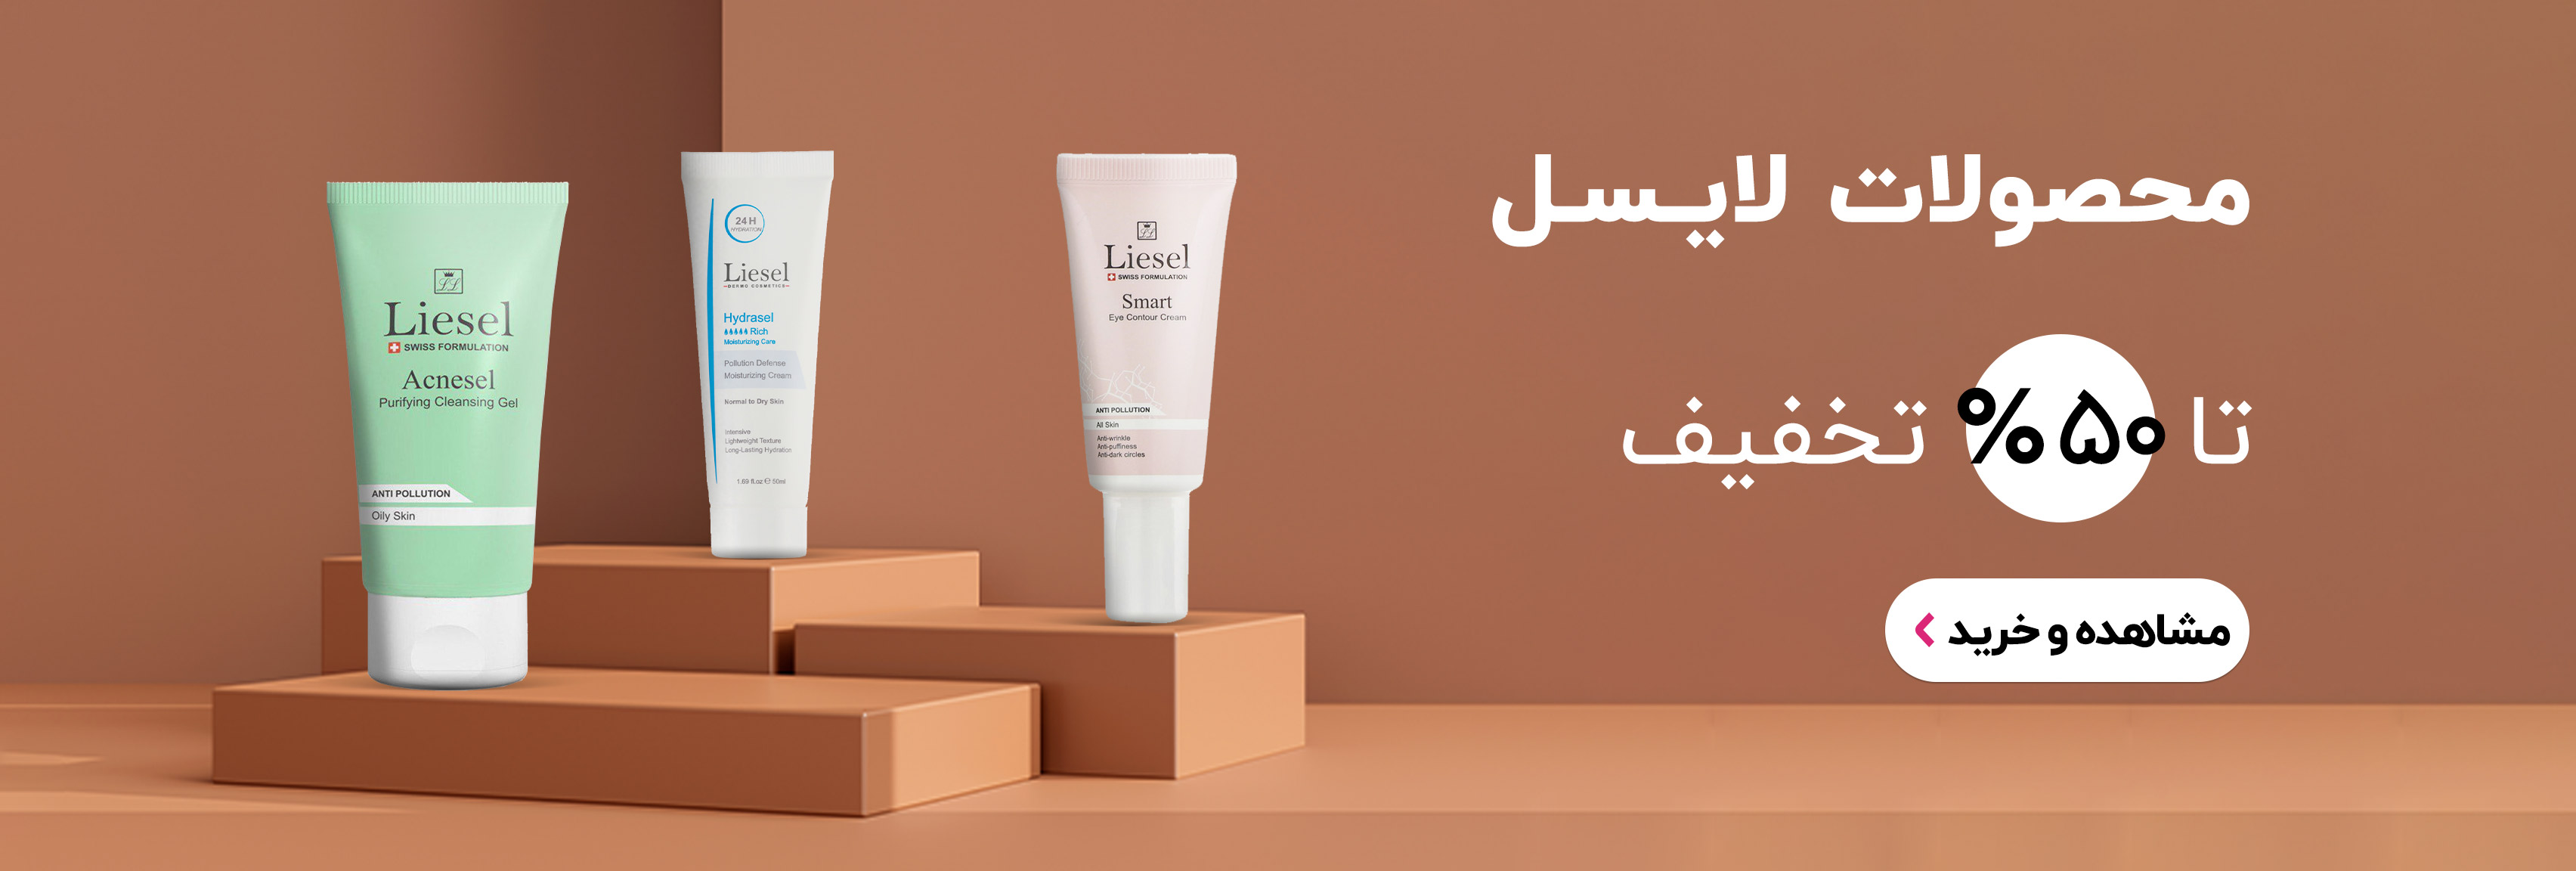 محصولات لایسل
تا ۵۰% تخفیف
مشاهده و خرید
Liesel
SWISS FORMULATION
Acnesel
Purifying Cleansing Gel
ANTI POLLUTION
Oily Skin
24 H
HYDRATION
Liesel
DERMO COSMETICS
Hydrasel
Rich
Moisturizing Care
Pollution Defense
Moisturizing Cream
Normal to Dry Skin
Intensive
Lightweight Texture
Long-Lasting Hydration
1.69 fl.oz ℮ 50ml
Liesel
SWISS FORMULATION
Smart
Eye Contour Cream
ANTI POLLUTION
All Skin
Anti-wrinkle
Anti-puffiness
Anti-dark circles